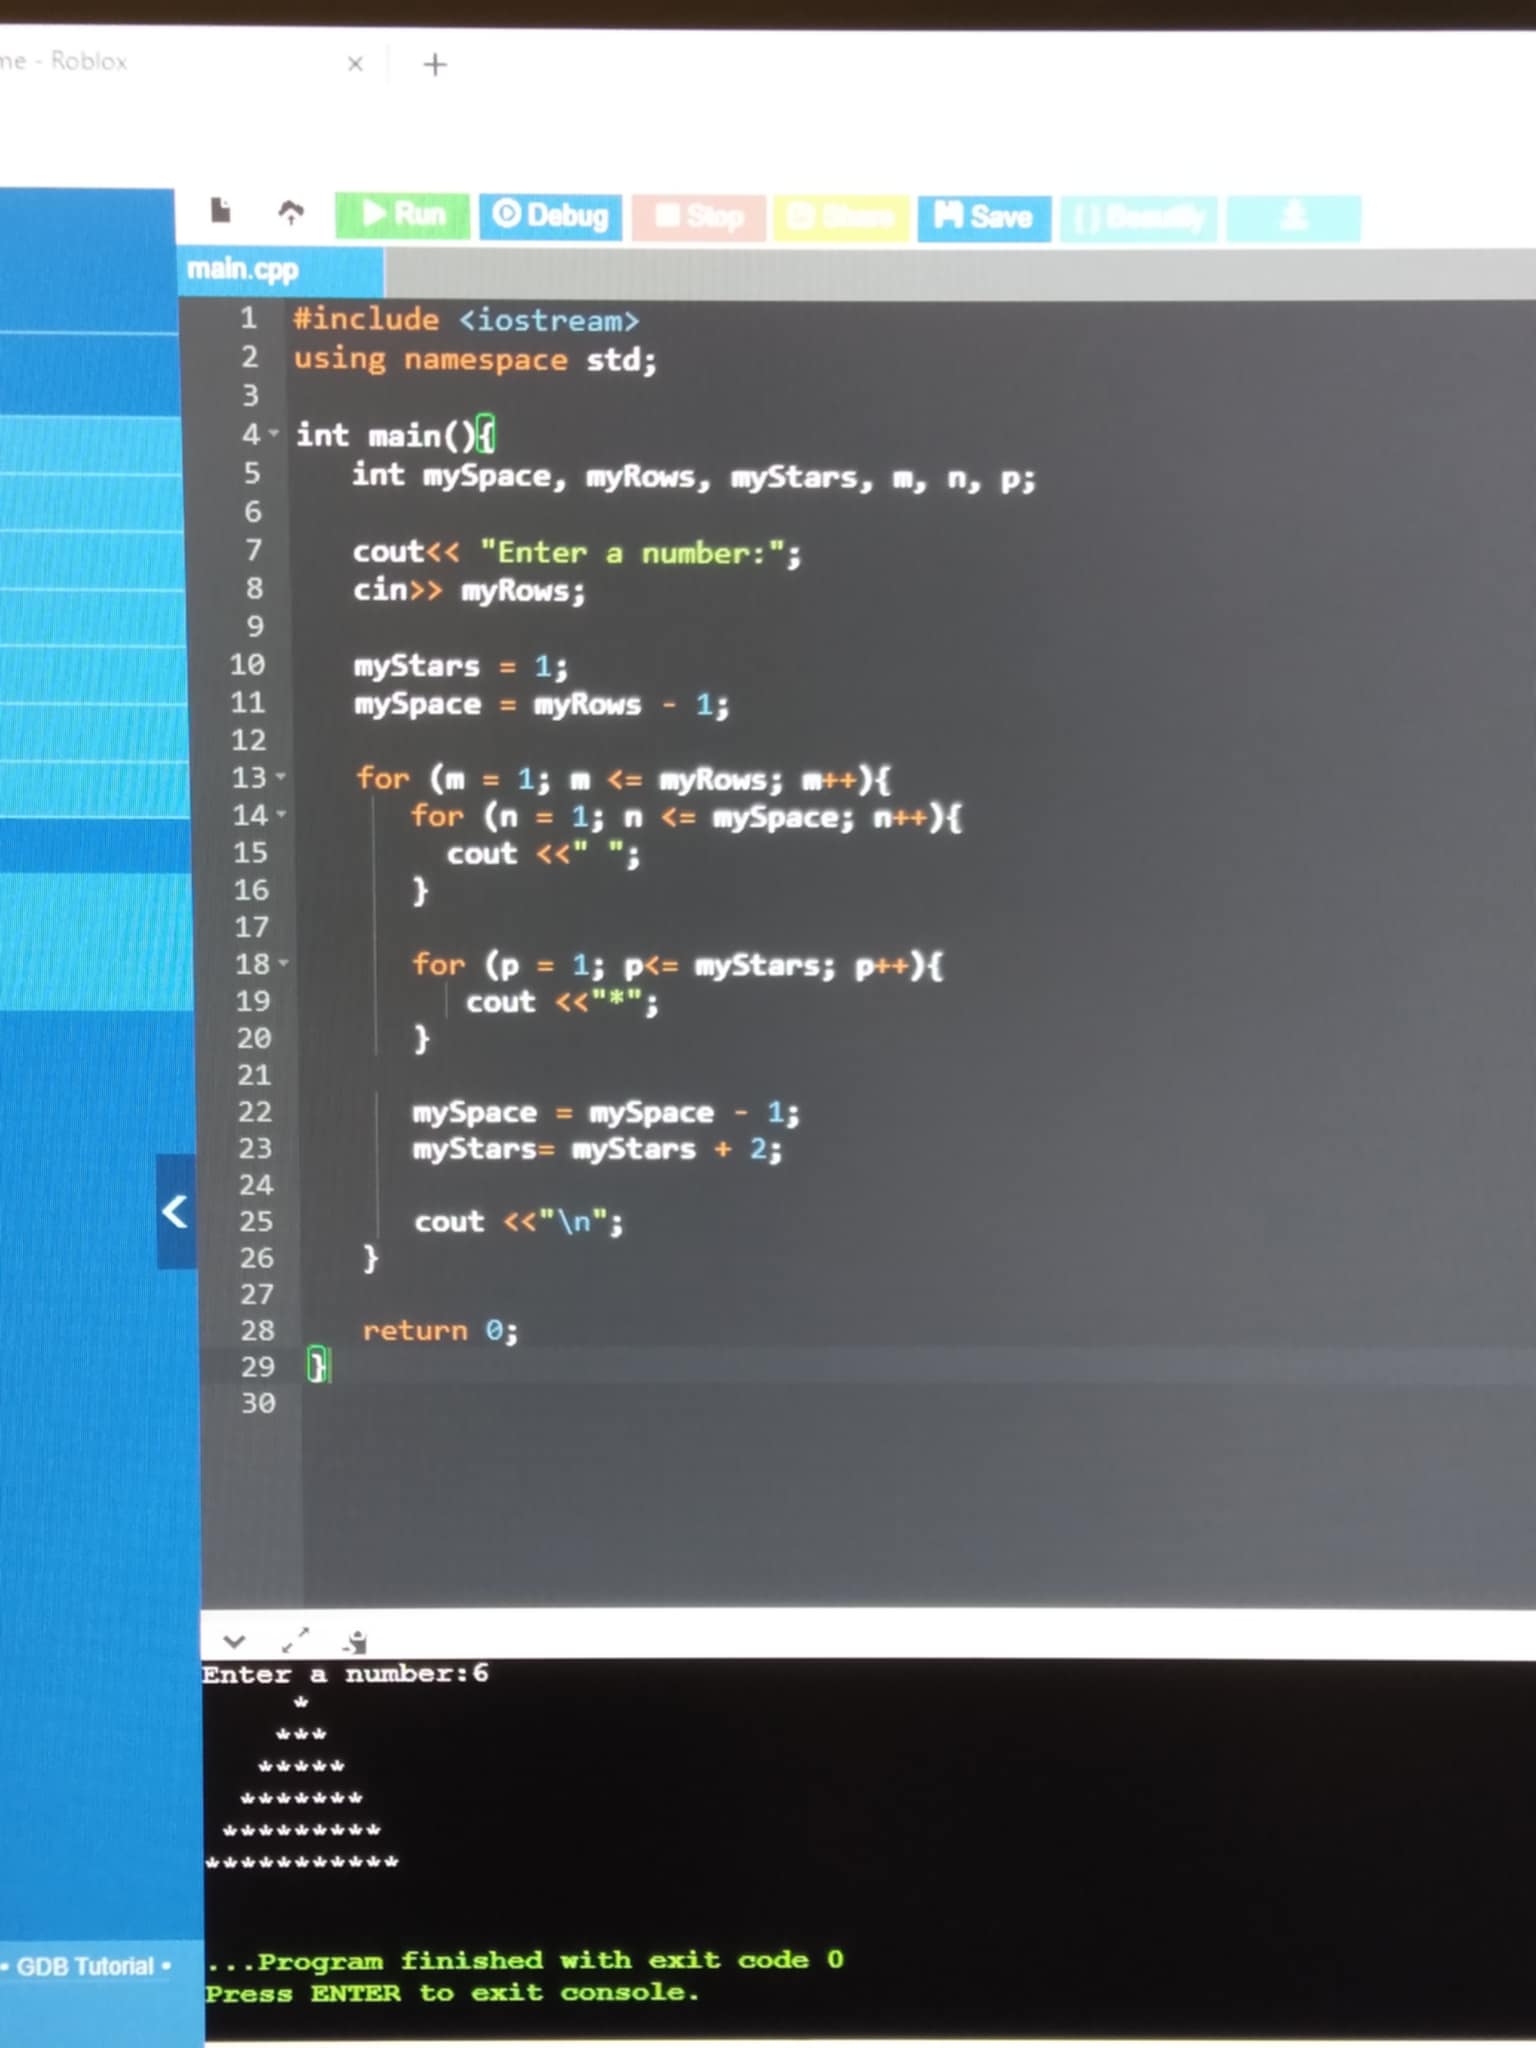 me - Roblox
Run Debug Stop Share Save { } Beautify
main.cpp
1 #include <iostream>
2 using namespace std;
3
4 int main(){
5 int mySpace, myRows, myStars, m, n, p;
6
7 cout<< "Enter a number:";
8 cin>> myRows;
9
10 myStars = 1;
11 mySpace = myRows - 1;
12
13 for (m = 1; m <= myRows; m++){
14 for (n = 1; n <= mySpace; n++){
15 cout <<" ";
16 }
17
18 for (p = 1; p<= myStars; p++){
19 cout <<"*";
20 }
21
22 mySpace = mySpace - 1;
23 myStars= myStars + 2;
24
25 cout <<"\n";
26 }
27
28 return 0;
29 }
30
Enter a number:6
     *
    ***
   *****
  *******
 *********
***********
...Program finished with exit code 0
Press ENTER to exit console.
• GDB Tutorial •